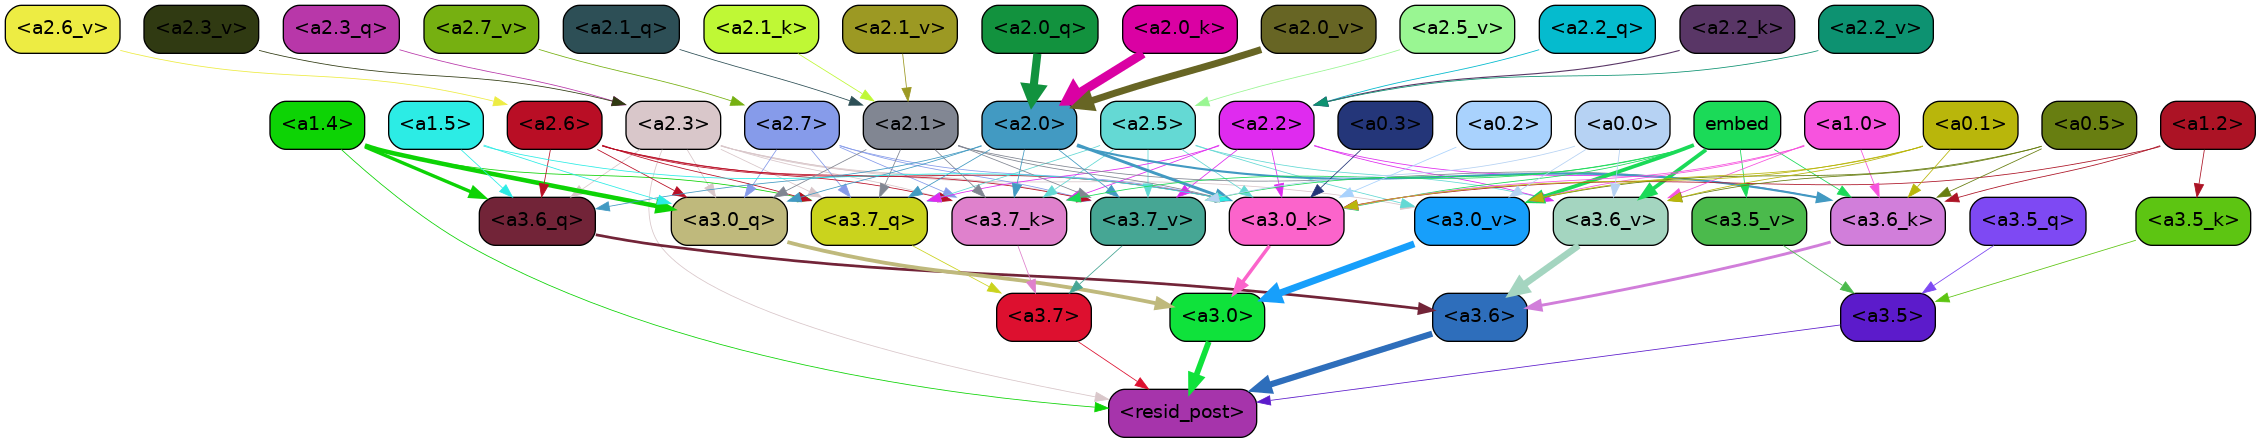 <a2.6_v> <a2.3_v> <a2.3_q> <a2.7_v> <a2.1_q> <a2.1_k> <a2.1_v> <a2.0_q> <a2.0_k> <a2.0_v> <a2.5_v> <a2.2_q> <a2.2_k> <a2.2_v>
<a1.4> <a1.5> <a2.6> <a2.3> <a2.7> <a2.1> <a2.0> <a2.5> <a2.2> <a0.3> <a0.2> <a0.0> embed <a1.0> <a0.1> <a0.5> <a1.2>
<a3.6_q> <a3.0_q> <a3.7_q> <a3.7_k> <a3.7_v> <a3.0_k> <a3.0_v> <a3.6_v> <a3.5_v> <a3.6_k> <a3.5_q> <a3.5_k>
<a3.7> <a3.0> <a3.6> <a3.5>
<resid_post>